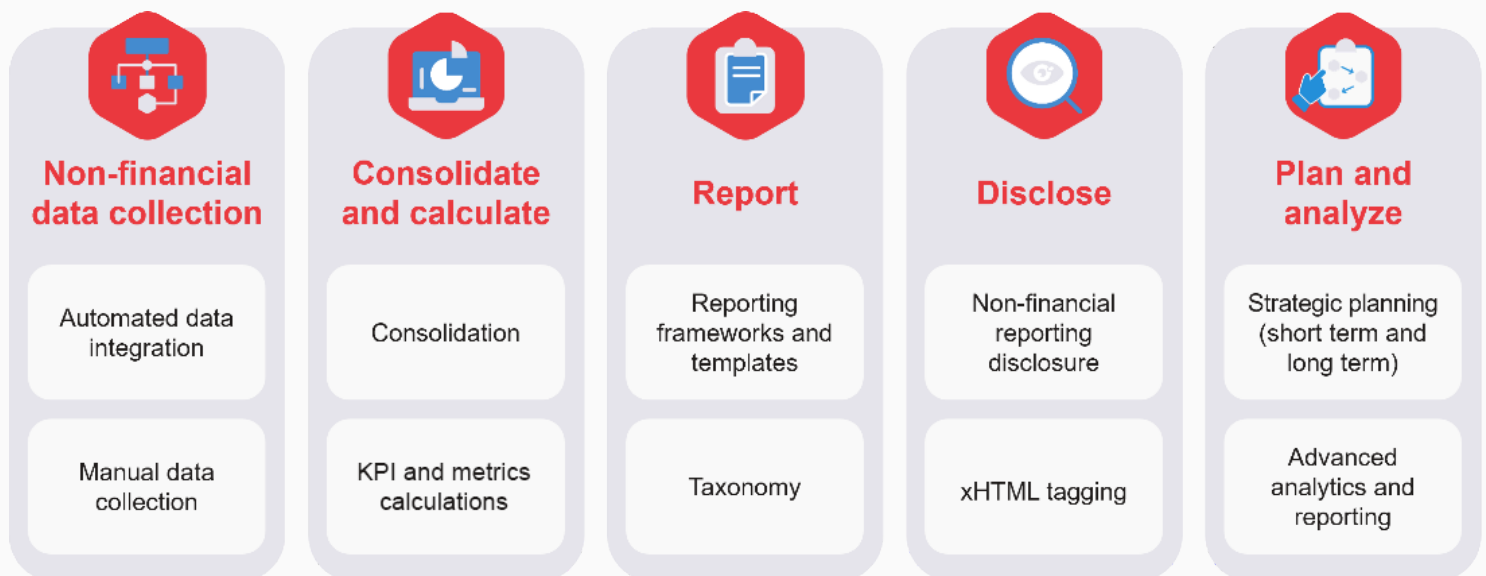 Non-financial
data collection
Automated data
integration
Manual data
collection
Consolidate
and calculate
Consolidation
KPI and metrics
calculations
Report
Reporting
frameworks and
templates
Taxonomy
Disclose
Non-financial
reporting
disclosure
xHTML tagging
Plan and
analyze
Strategic planning
(short term and
long term)
Advanced
analytics and
reporting